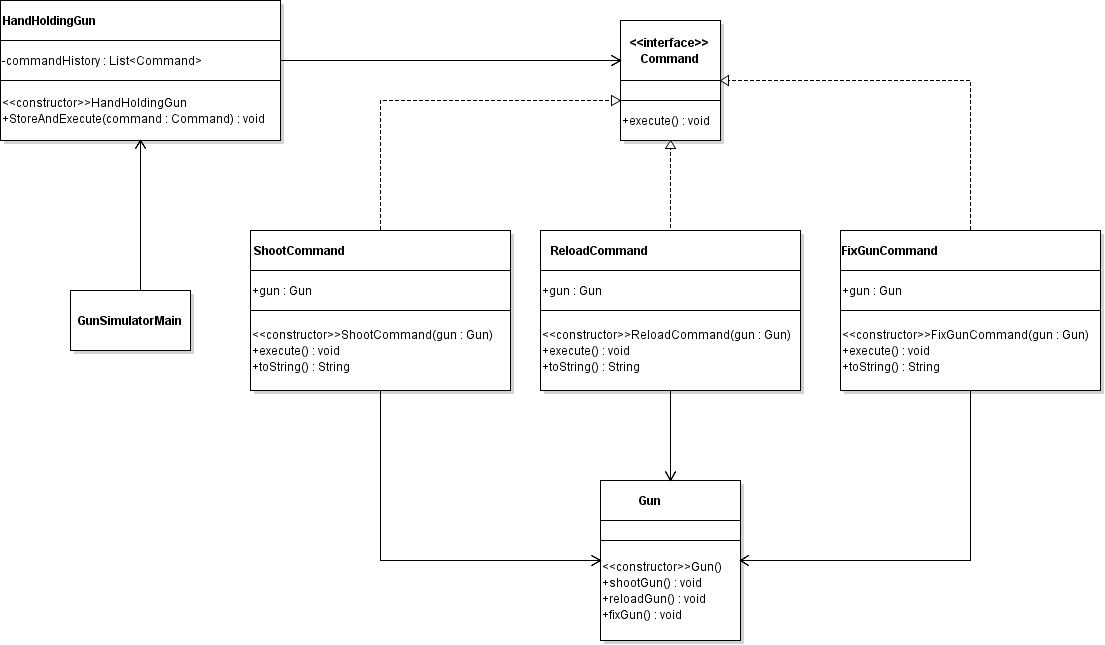 HandHoldingGun
-commandHistory : List<Command>
<<constructor>>HandHoldingGun
+StoreAndExecute(command : Command) : void
<<interface>>
Command
+execute() : void
ShootCommand
+gun : Gun
<<constructor>>ShootCommand(gun : Gun)
+execute() : void
+toString() : String
ReloadCommand
+gun : Gun
<<constructor>>ReloadCommand(gun : Gun)
+execute() : void
+toString() : String
FixGunCommand
+gun : Gun
<<constructor>>FixGunCommand(gun : Gun)
+execute() : void
+toString() : String
GunSimulatorMain
Gun
<<constructor>>Gun()
+shootGun() : void
+reloadGun() : void
+fixGun() : void